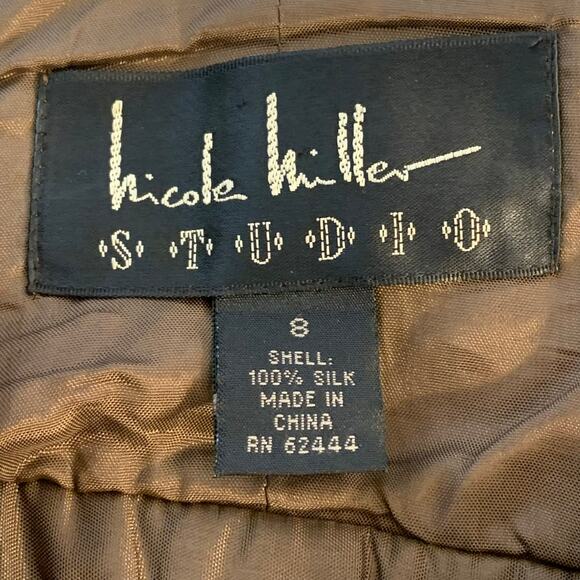 Nicole Miller
STUDIO
8
SHELL:
100% SILK
MADE IN
CHINA
RN 62444